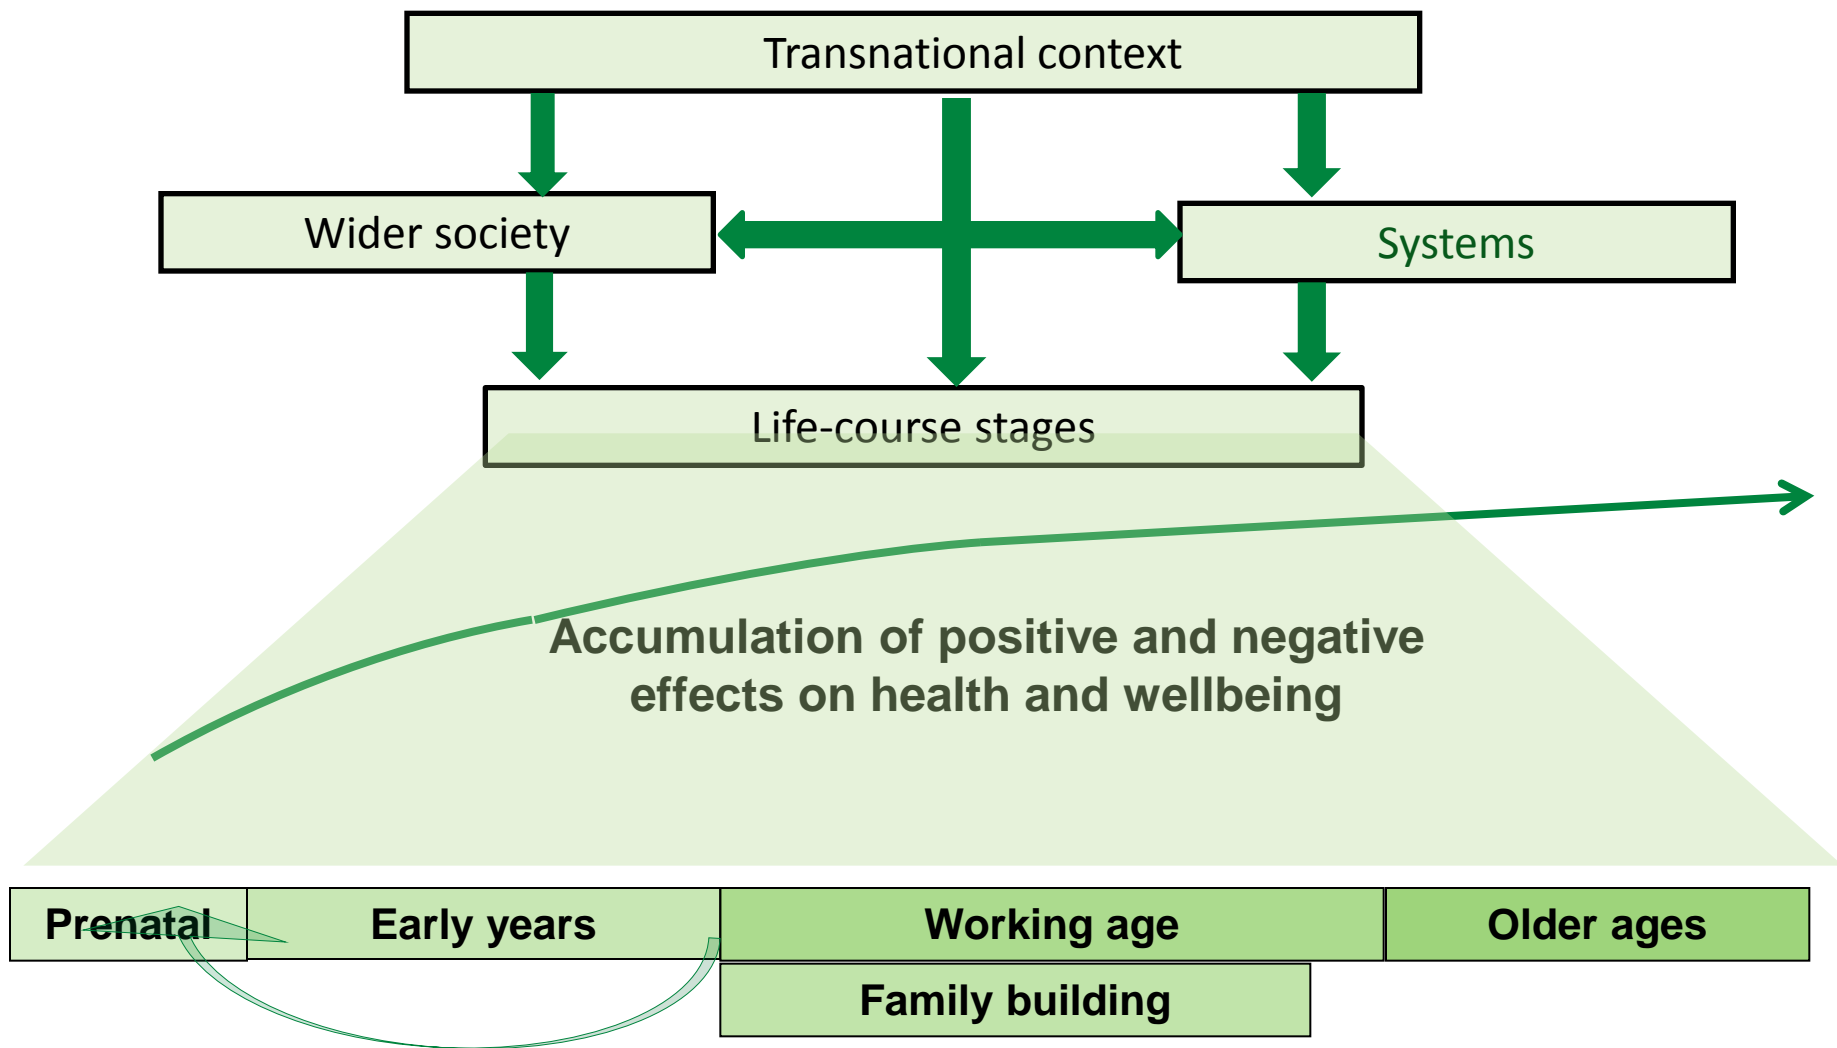 Transnational context
Wider society
Systems
Life-course stages
Accumulation of positive and negative
effects on health and wellbeing
Prenatal
Early years
Working age
Older ages
Family building